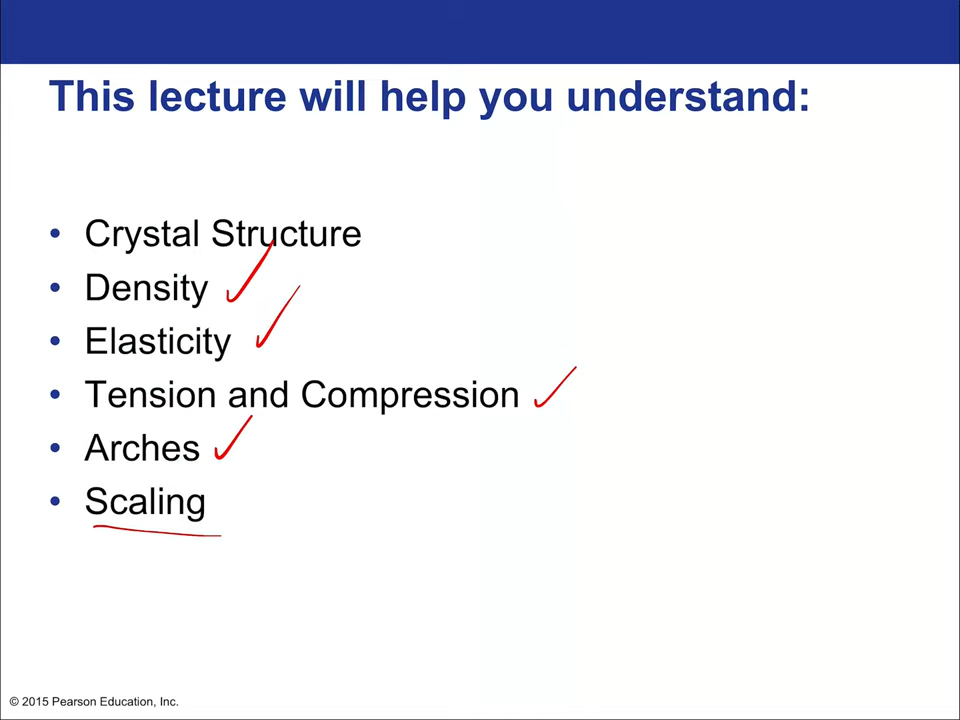 This lecture will help you understand:
• Crystal Structure
• Density
• Elasticity
• Tension and Compression
• Arches
• Scaling
© 2015 Pearson Education, Inc.